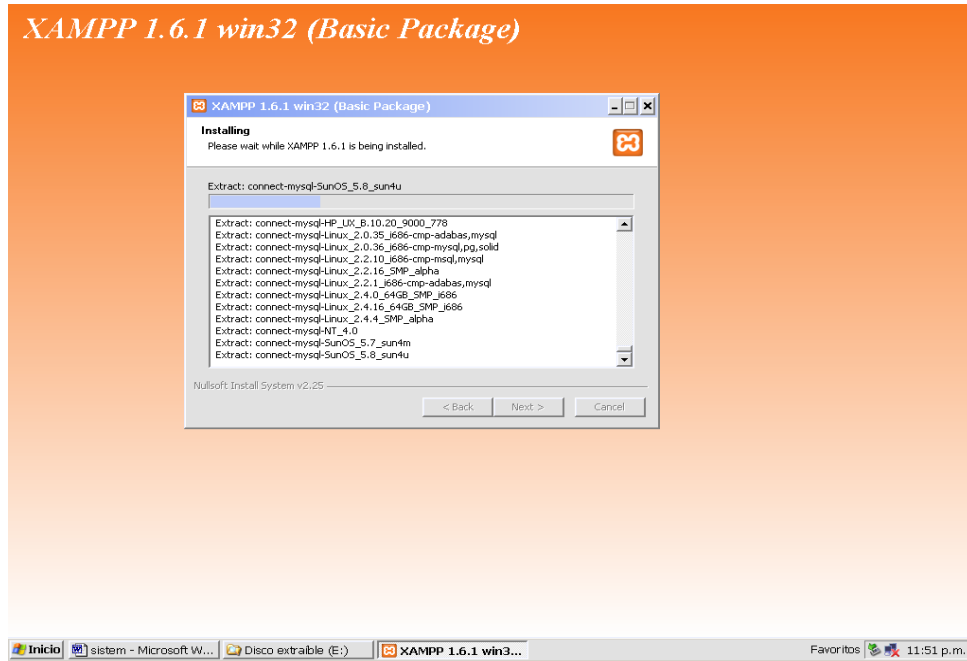 XAMPP 1.6.1 win32 (Basic Package)
XAMPP 1.6.1 win32 (Basic Package)
Installing
Please wait while XAMPP 1.6.1 is being installed.
Extract: connect-mysql-SunOS_5.8_sun4u
Extract: connect-mysql-HP_UX_B.10.20_9000_778
Extract: connect-mysql-Linux_2.0.35_i686-cmp-adabas,mysql
Extract: connect-mysql-Linux_2.0.36_i686-cmp-mysql,pg,solid
Extract: connect-mysql-Linux_2.2.10_i686-cmp-msql,mysql
Extract: connect-mysql-Linux_2.2.16_SMP_alpha
Extract: connect-mysql-Linux_2.2.1_i686-cmp-adabas,mysql
Extract: connect-mysql-Linux_2.4.0_64GB_SMP_i686
Extract: connect-mysql-Linux_2.4.16_64GB_SMP_i686
Extract: connect-mysql-Linux_2.4.4_SMP_alpha
Extract: connect-mysql-NT_4.0
Extract: connect-mysql-SunOS_5.7_sun4m
Extract: connect-mysql-SunOS_5.8_sun4u
Nullsoft Install System v2.25
< Back Next > Cancel
Inicio sistem - Microsoft W... Disco extraíble (E:) XAMPP 1.6.1 win3... Favoritos 11:51 p.m.